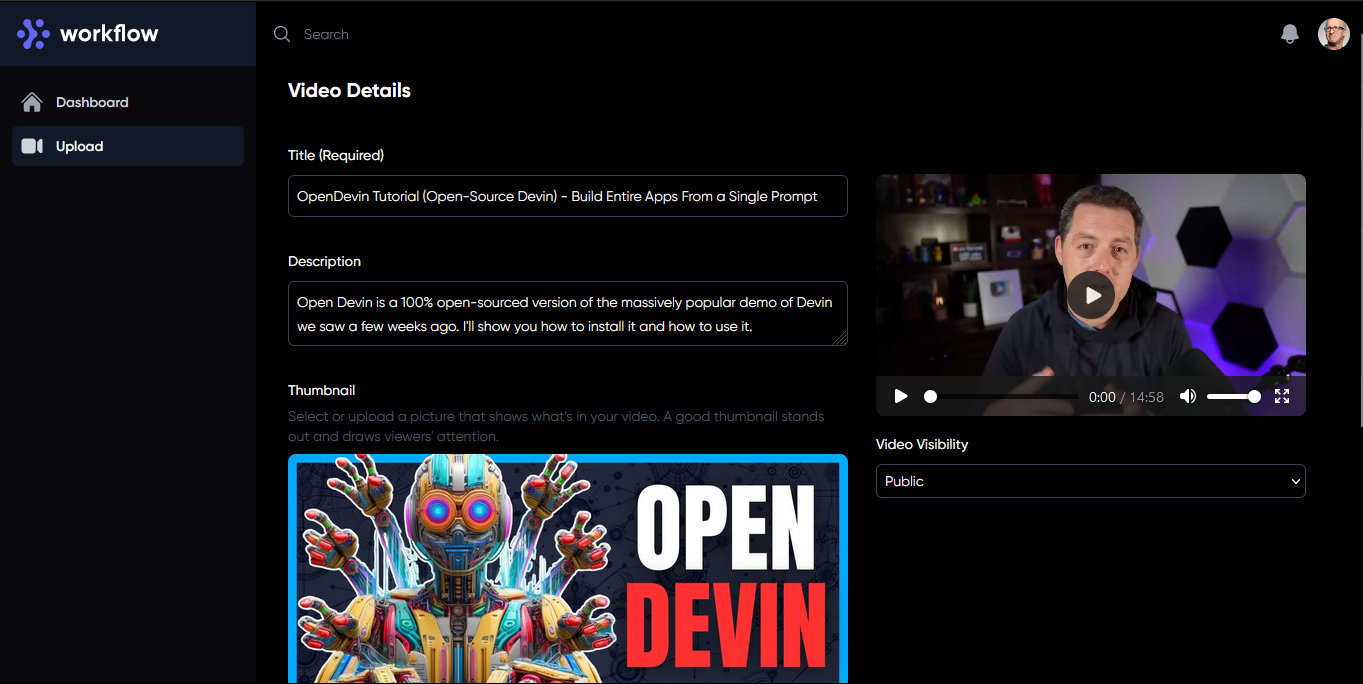 workflow
Search
Dashboard
Upload
Video Details
Title (Required)
OpenDevin Tutorial (Open-Source Devin) - Build Entire Apps From a Single Prompt
Description
Open Devin is a 100% open-sourced version of the massively popular demo of Devin
we saw a few weeks ago. I'll show you how to install it and how to use it.
Thumbnail
Select or upload a picture that shows what's in your video. A good thumbnail stands
out and draws viewers' attention.
OPEN
DEVIN
0:00 / 14:58
Video Visibility
Public